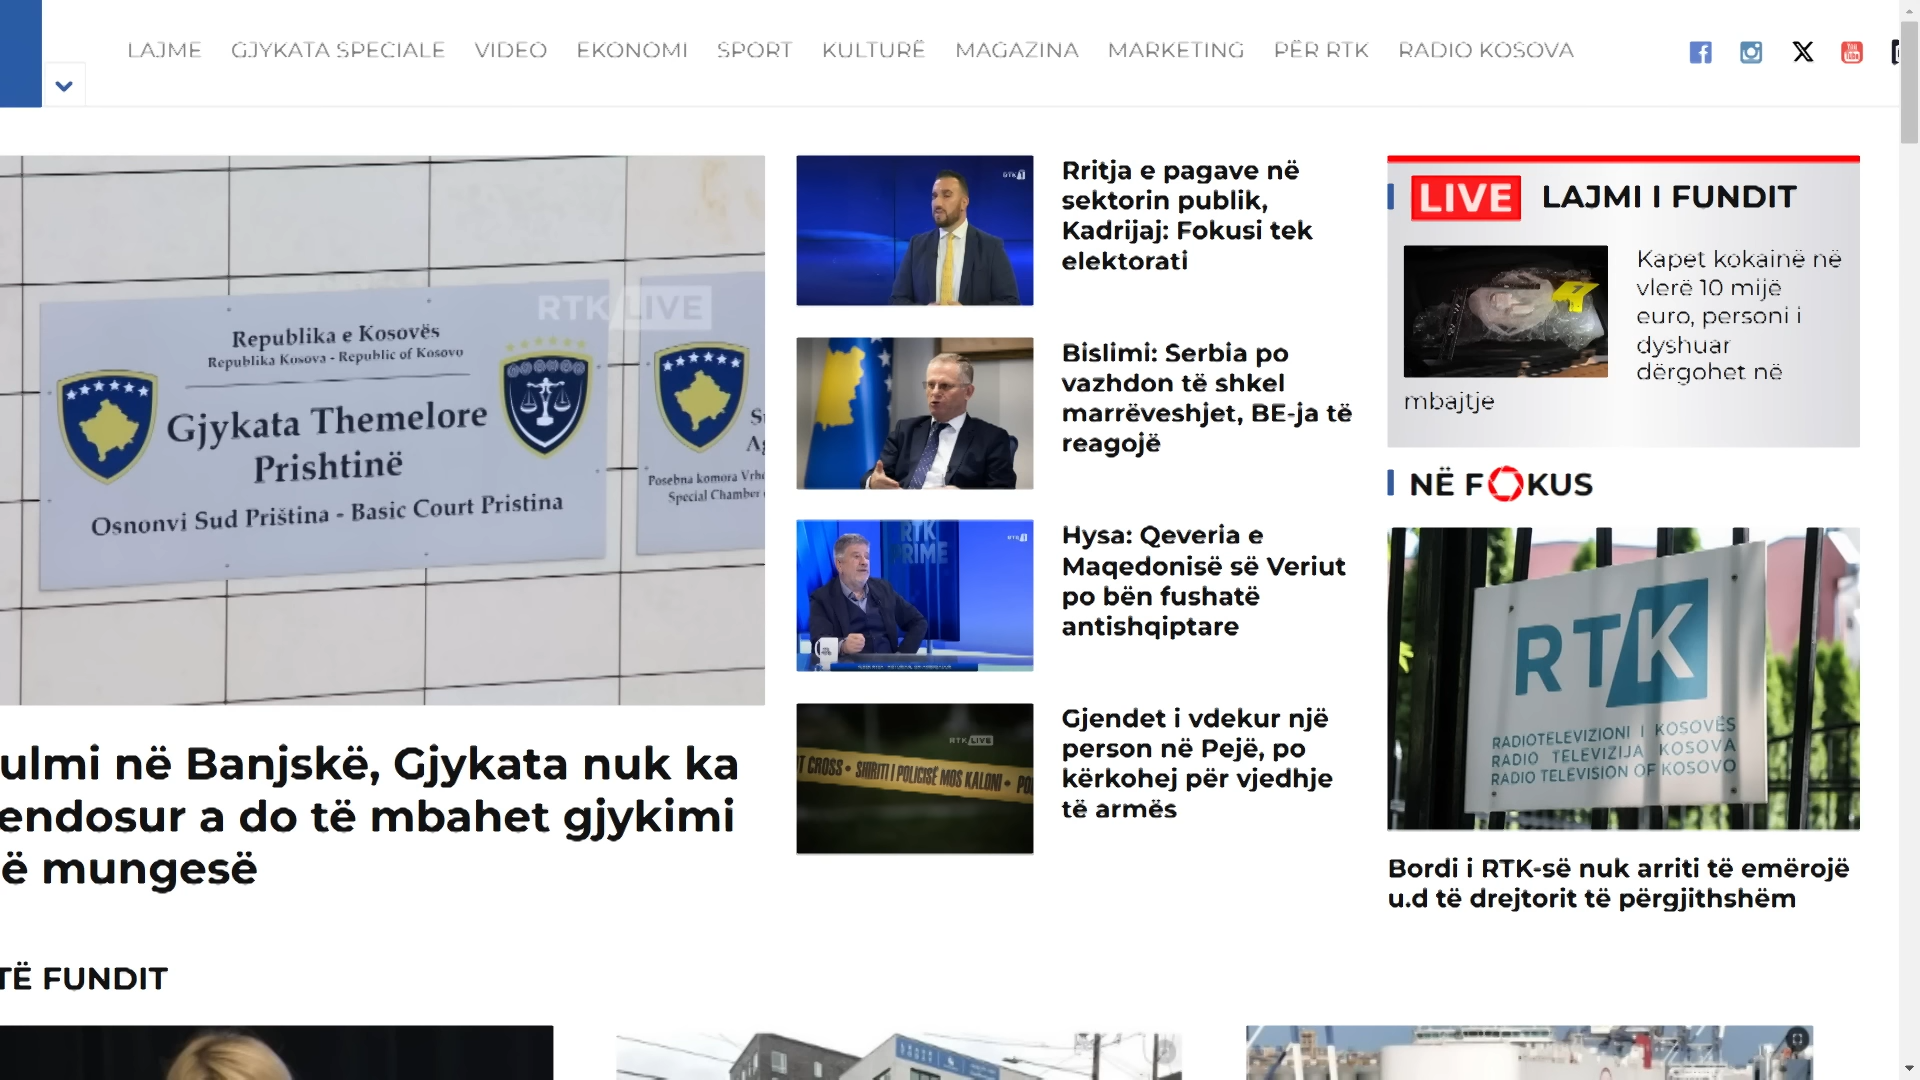 LAJME GJYKATA SPECIALE VIDEO EKONOMI SPORT KULTURË MAGAZINA MARKETING PËR RTK RADIO KOSOVA
RTK LIVE
Republika e Kosovës
Republika Kosova - Republic of Kosovo
Gjykata Themelore
Prishtinë
Osnonvi Sud Priština - Basic Court Pristina
Posebna komora
Special Chamber
ulmi në Banjskë, Gjykata nuk ka
endosur a do të mbahet gjykimi
ë mungesë
Rritja e pagave në
sektorin publik,
Kadrijaj: Fokusi tek
elektorati
Bislimi: Serbia po
vazhdon të shkel
marrëveshjet, BE-ja të
reagojë
RTK
PRIME
Hysa: Qeveria e
Maqedonisë së Veriut
po bën fushatë
antishqiptare
RTK LIVE
T CROSS • SHIRITI I POLICISË MOS KALONI • PO
Gjendet i vdekur një
person në Pejë, po
kërkohej për vjedhje
të armës
LIVE LAJMI I FUNDIT
1
Kapet kokainë në
vlerë 10 mijë
euro, personi i
dyshuar
dërgohet në
mbajtje
NË FOKUS
RTK
RADIOTELEVIZIONI I KOSOVËS
RADIO TELEVIZIJA KOSOVA
RADIO TELEVISION OF KOSOVO
Bordi i RTK-së nuk arriti të emërojë
u.d të drejtorit të përgjithshëm
TË FUNDIT